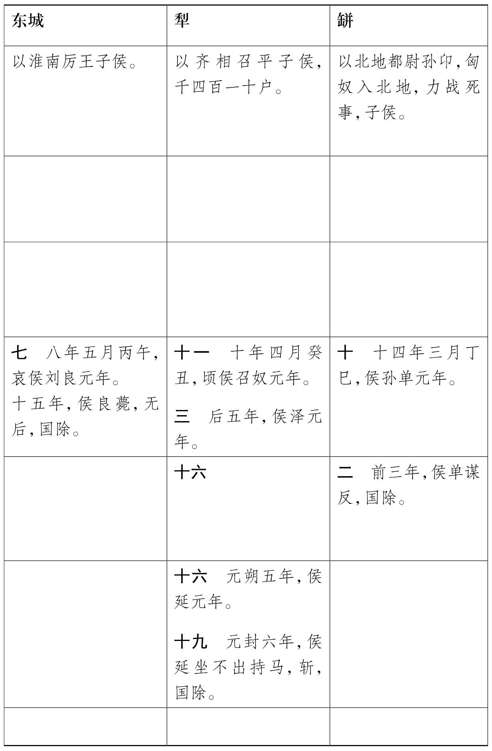 东城
犁
缾
以淮南厉王子侯。
以齐相召平子侯，
千四百一十户。
以北地都尉孙卬，匈
奴入北地，力战死
事，子侯。
七　八年五月丙午，
哀侯刘良元年。
十五年，侯良薨，无
后，国除。
十一　十年四月癸
丑，顷侯召奴元年。
三　后五年，侯泽元
年。
十　十四年三月丁
巳，侯孙单元年。
十六
二　前三年，侯单谋
反，国除。
十六　元朔五年，侯
延元年。
十九　元封六年，侯
延坐不出持马，斩，
国除。